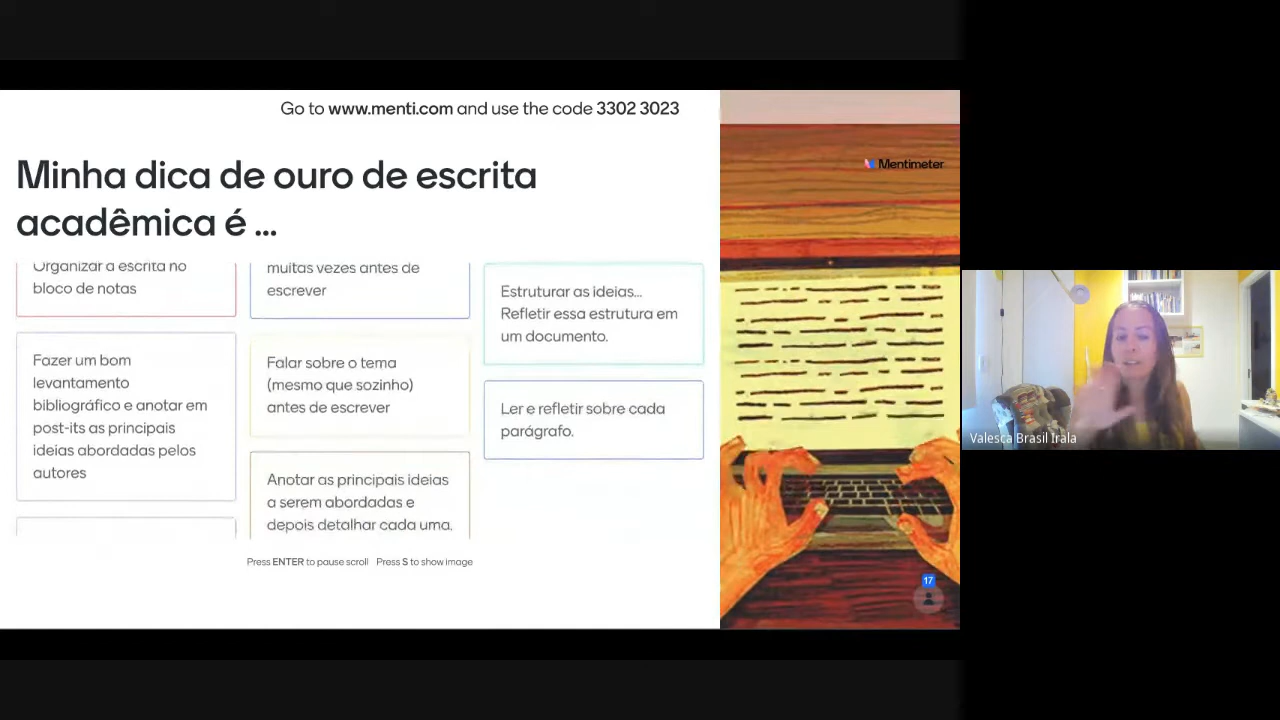 Go to www.menti.com and use the code 3302 3023
Mentimeter
Minha dica de ouro de escrita
acadêmica é ...
Organizar a escrita no
bloco de notas
Fazer um bom
levantamento
bibliográfico e anotar em
post-its as principais
ideias abordadas pelos
autores
muitas vezes antes de
escrever
Falar sobre o tema
(mesmo que sozinho)
antes de escrever
Anotar as principais ideias
a serem abordadas e
depois detalhar cada uma.
Estruturar as ideias...
Refletir essa estrutura em
um documento.
Ler e refletir sobre cada
parágrafo.
Press ENTER to pause scroll Press S to show image
17
Valesca Brasil Irala